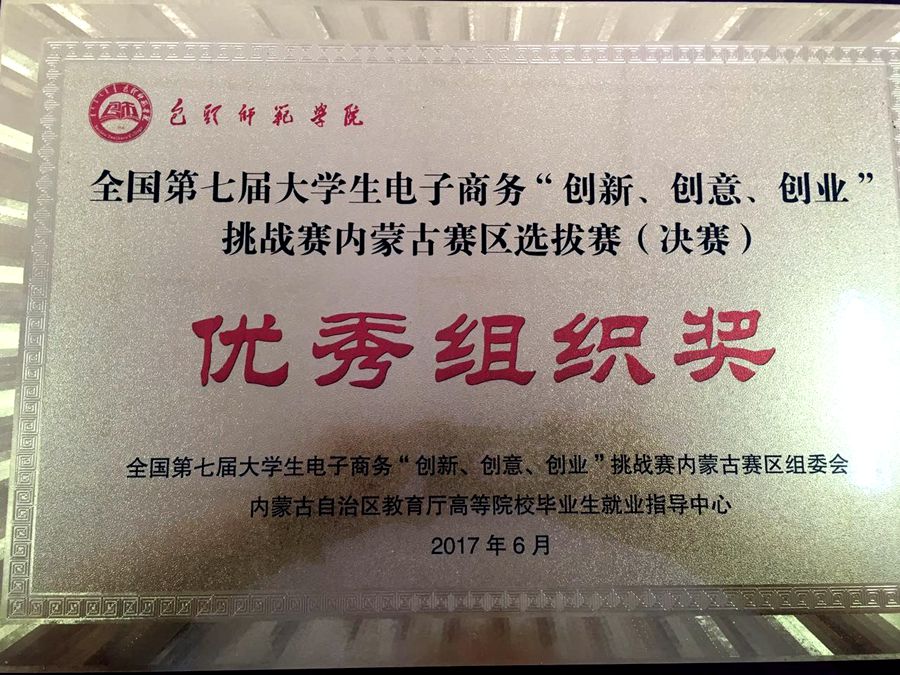 包头师范学院
全国第七届大学生电子商务“创新、创意、创业”
挑战赛内蒙古赛区选拔赛（决赛）
优秀组织奖
全国第七届大学生电子商务“创新、创意、创业”挑战赛内蒙古赛区组委会
内蒙古自治区教育厅高等院校毕业生就业指导中心
2017 年 6 月